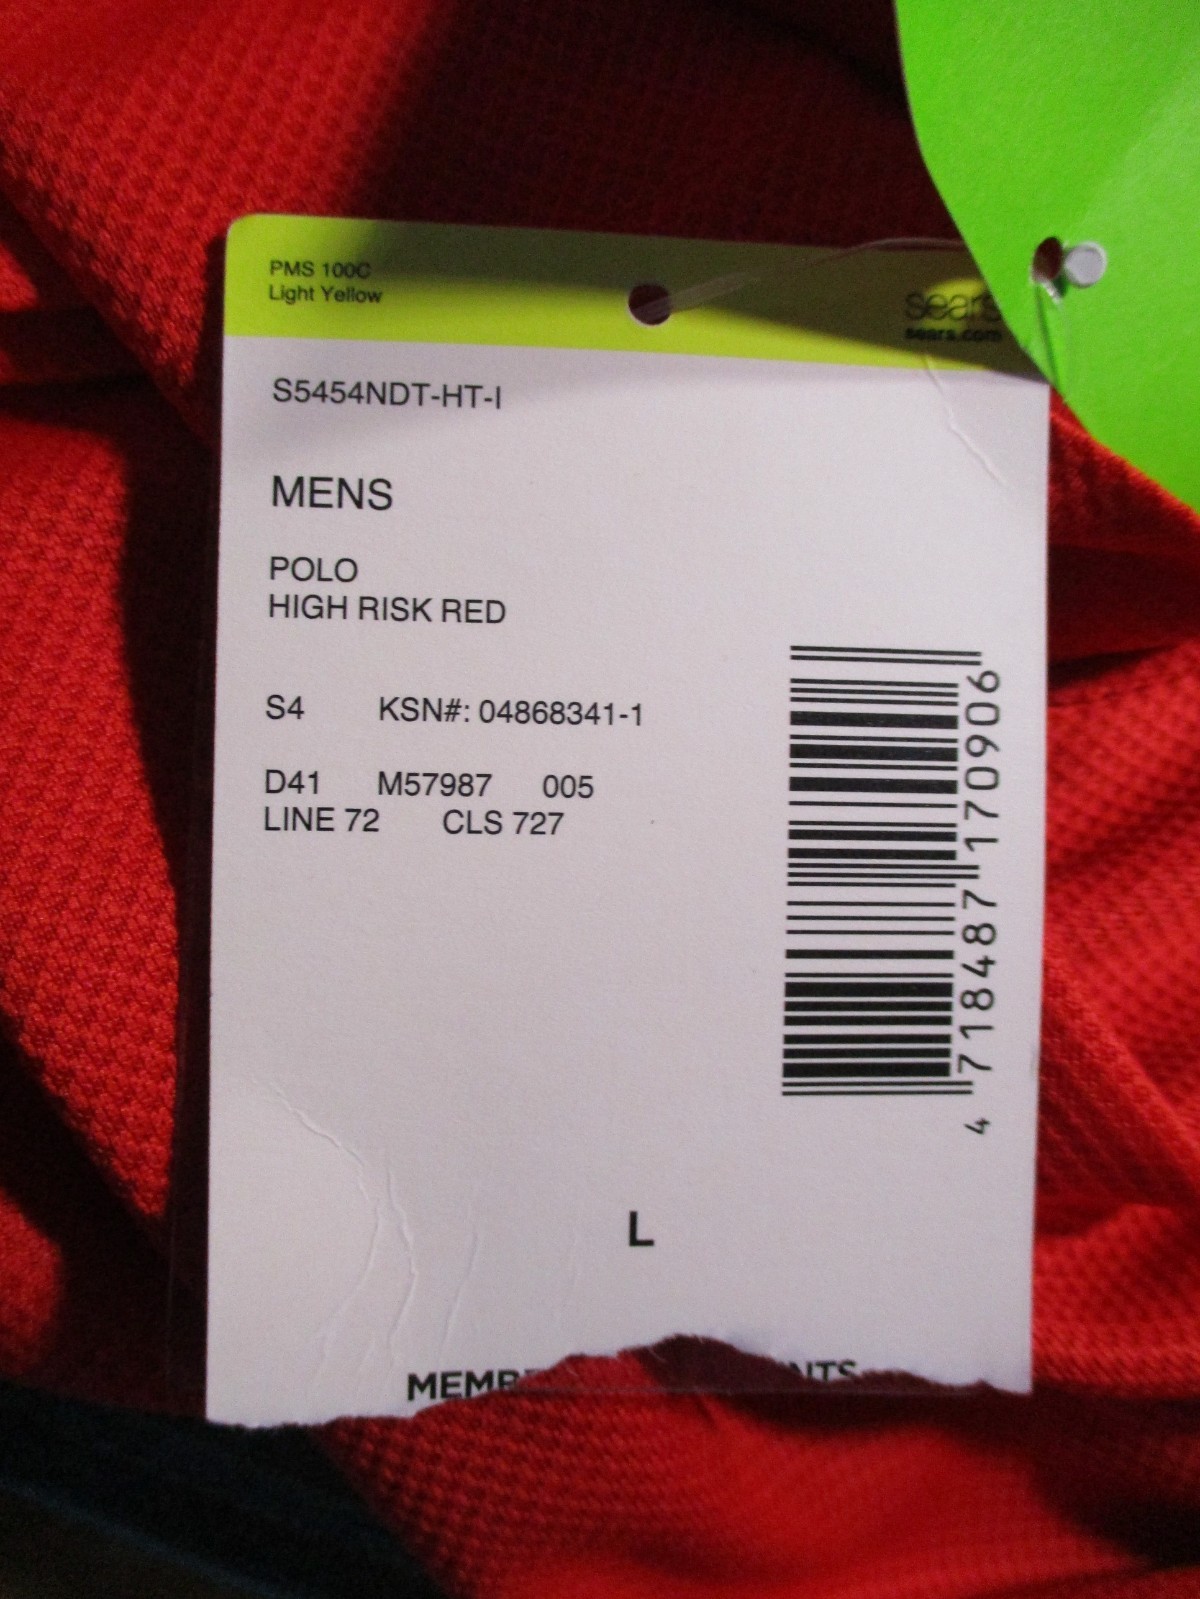 PMS 100C
Light Yellow
sears
sears.com
S5454NDT-HT-I
MENS
POLO
HIGH RISK RED
S4 KSN#: 04868341-1
D41 M57987 005
LINE 72 CLS 727
4 718487 170906
L